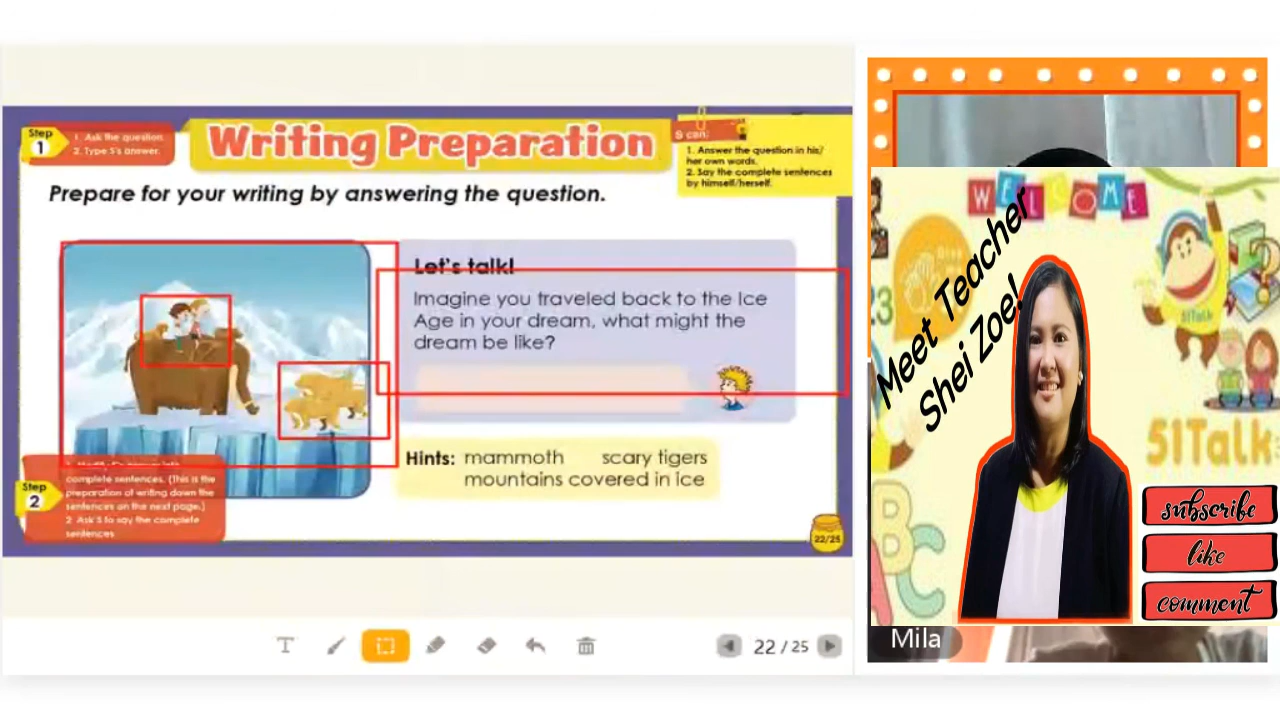 Step
1
1. Ask the question.
2. Type S's answer.
Writing Preparation
S can:
1. Answer the question in his/
her own words.
2. Say the complete sentences
by himself/herself.
Prepare for your writing by answering the question.
Let's talk!
Imagine you traveled back to the Ice
Age in your dream, what might the
dream be like?
Hints: mammoth scary tigers
mountains covered in ice
Step
2
complete sentences. (This is the
preparation of writing down the
sentences on the next page.)
2. Ask S to say the complete
sentences
22/25
22 / 25
WELCOME
Meet Teacher
Shei Zoe!
51Talk
51Talk
ABC
subscribe
like
comment
Mila